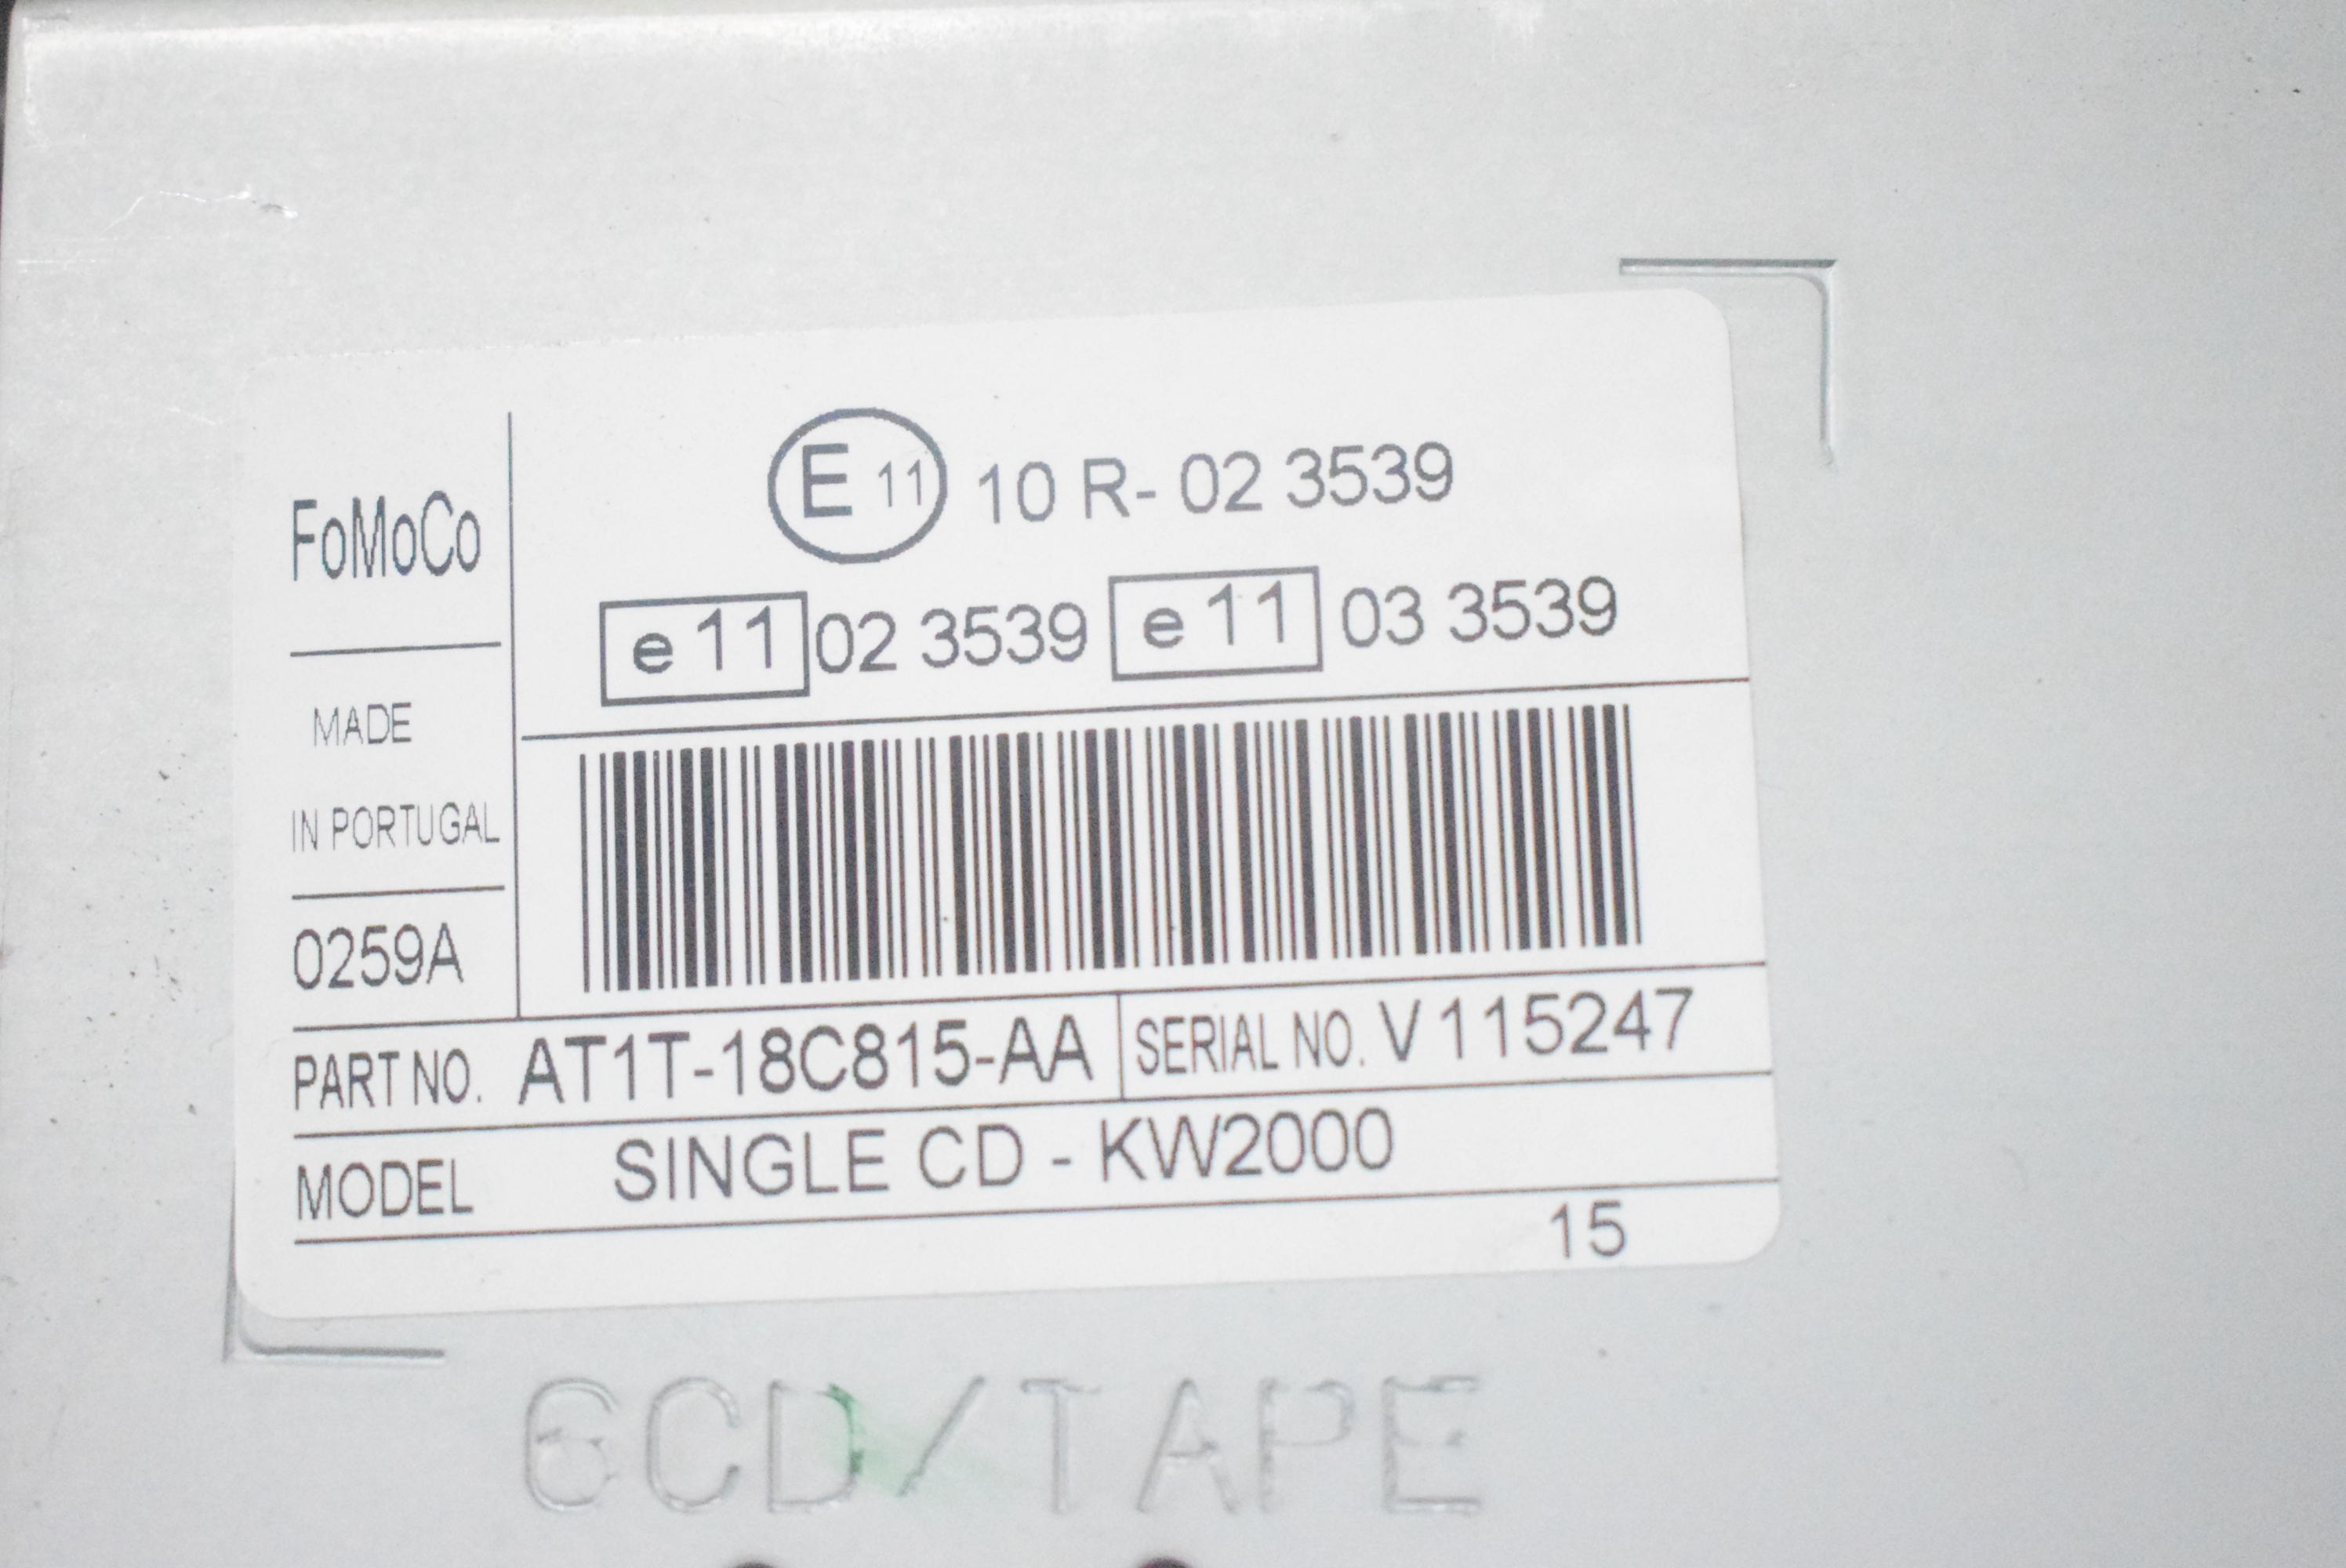 FoMoCo
MADE
IN PORTUGAL
0259A
E 11 10 R- 02 3539
e 11 02 3539 e 11 03 3539
PART NO. AT1T-18C815-AA SERIAL NO. V115247
MODEL SINGLE CD - KW2000
15
6CD/TAPE